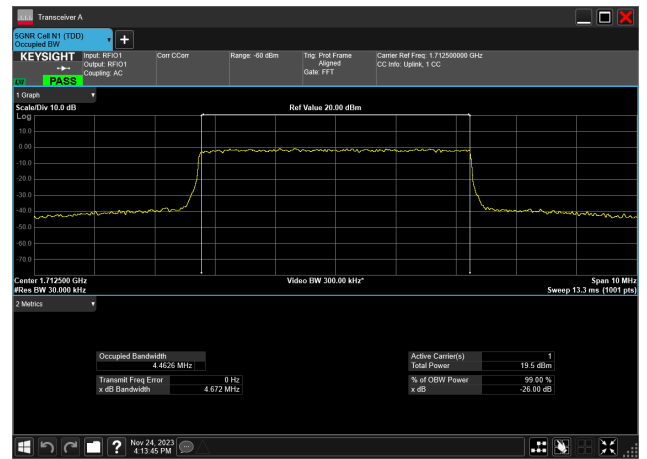 Transceiver A
5GNR Cell N1 (TDD)
Occupied BW
KEYSIGHT
Input: RFIO1
Output: RFIO1
Coupling: AC
Corr CCorr
Range: -60 dBm
Trig: Prot Frame
Aligned
Gate: FFT
Carrier Ref Freq: 1.712500000 GHz
CC Info: Uplink, 1 CC
LW PASS
1 Graph
Scale/Div 10.0 dB
Ref Value 20.00 dBm
Log
10.0
0.00
-10.0
-20.0
-30.0
-40.0
-50.0
-60.0
-70.0
Center 1.712500 GHz
Video BW 300.00 kHz*
Span 10 MHz
#Res BW 30.000 kHz
Sweep 13.3 ms (1001 pts)
2 Metrics
Occupied Bandwidth
4.4626 MHz
Active Carrier(s) 1
Total Power 19.5 dBm
Transmit Freq Error 0 Hz
x dB Bandwidth 4.672 MHz
% of OBW Power 99.00 %
x dB -26.00 dB
Nov 24, 2023
4:13:45 PM